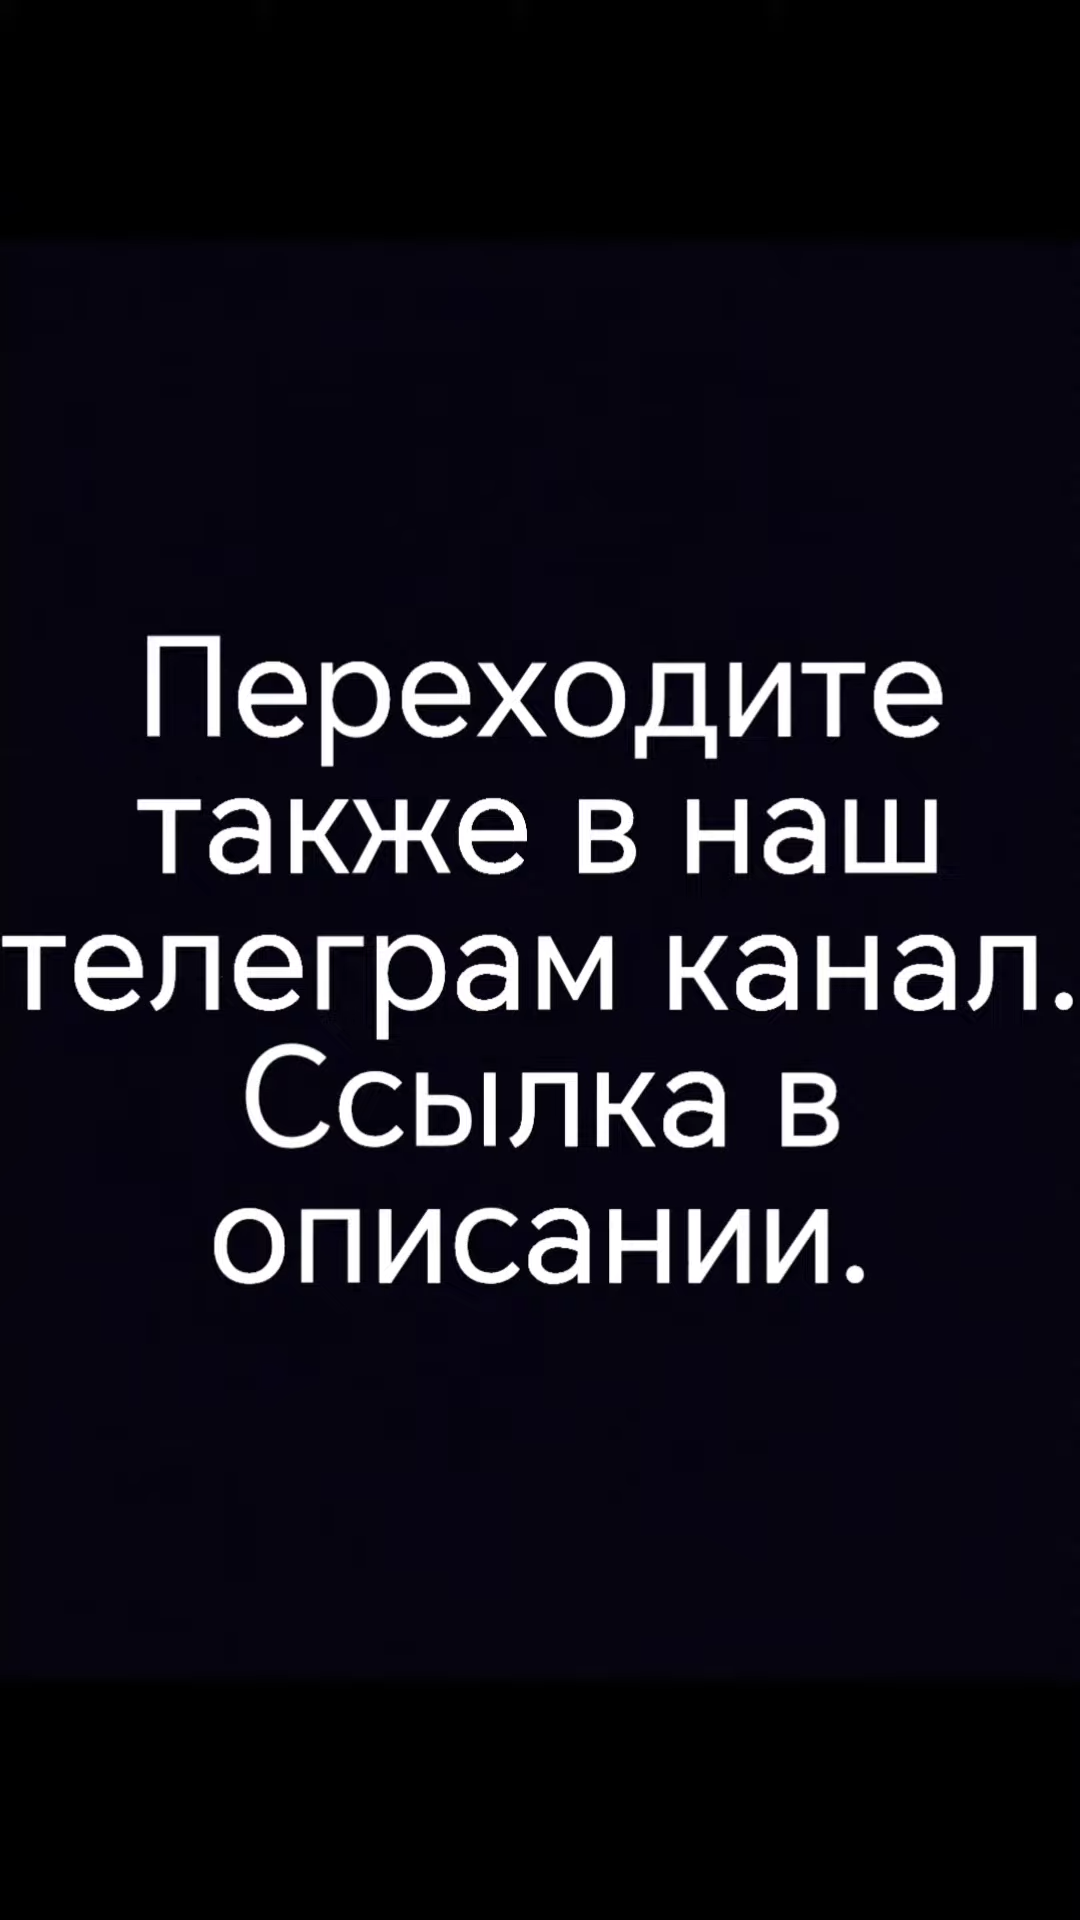 Переходите
также в наш
телеграм канал.
Ссылка в
описании.